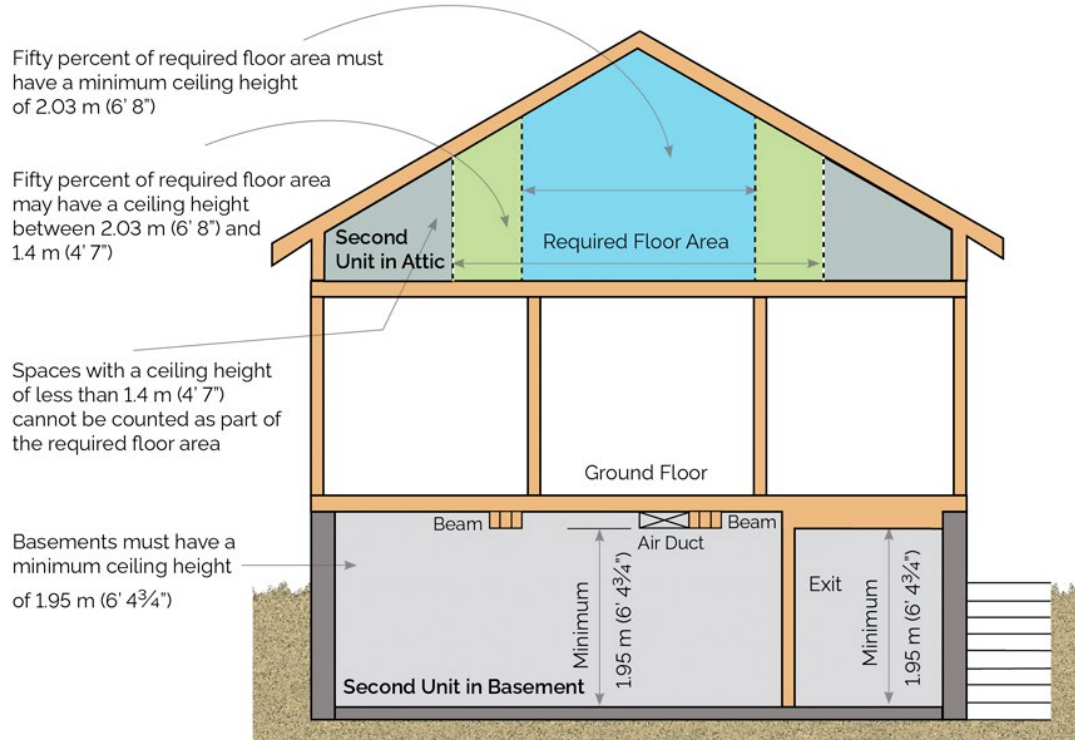 Fifty percent of required floor area must
have a minimum ceiling height
of 2.03 m (6’ 8”)
Fifty percent of required floor area
may have a ceiling height
between 2.03 m (6’ 8”) and
1.4 m (4’ 7”)
Second
Unit in Attic
Required Floor Area
Spaces with a ceiling height
of less than 1.4 m (4’ 7”)
cannot be counted as part of
the required floor area
Ground Floor
Beam
Air Duct
Beam
Basements must have a
minimum ceiling height
of 1.95 m (6’ 4¾”)
Minimum
1.95 m (6’ 4¾”)
Exit
Minimum
1.95 m (6’ 4¾”)
Second Unit in Basement